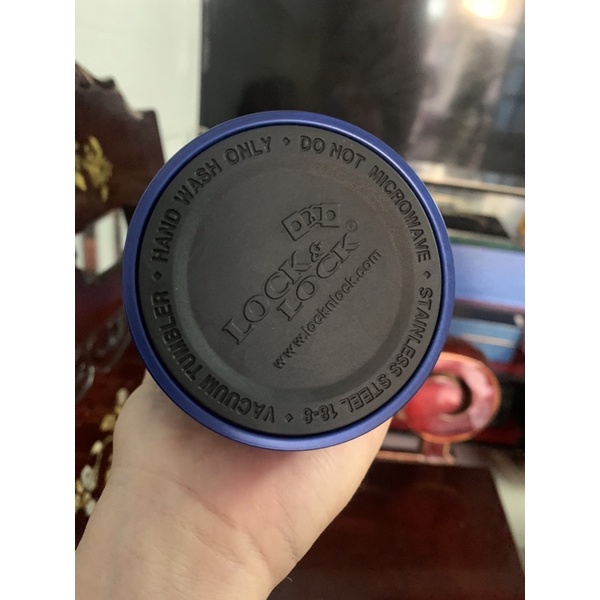 HAND WASH ONLY • DO NOT MICROWAVE • STAINLESS STEEL 18-8 • VACUUM TUMBLER •
LOCK&
LOCK®
www.locknlock.com